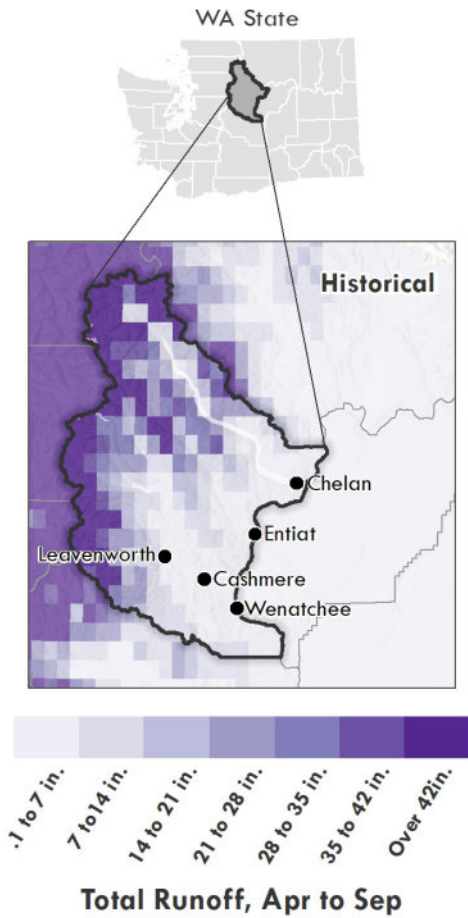 WA State
Historical
Chelan
Entiat
Leavenworth
Cashmere
Wenatchee
.1 to 7 in.
7 to14 in.
14 to 21 in.
21 to 28 in.
28 to 35 in.
35 to 42 in.
Over 42in.
Total Runoff, Apr to Sep